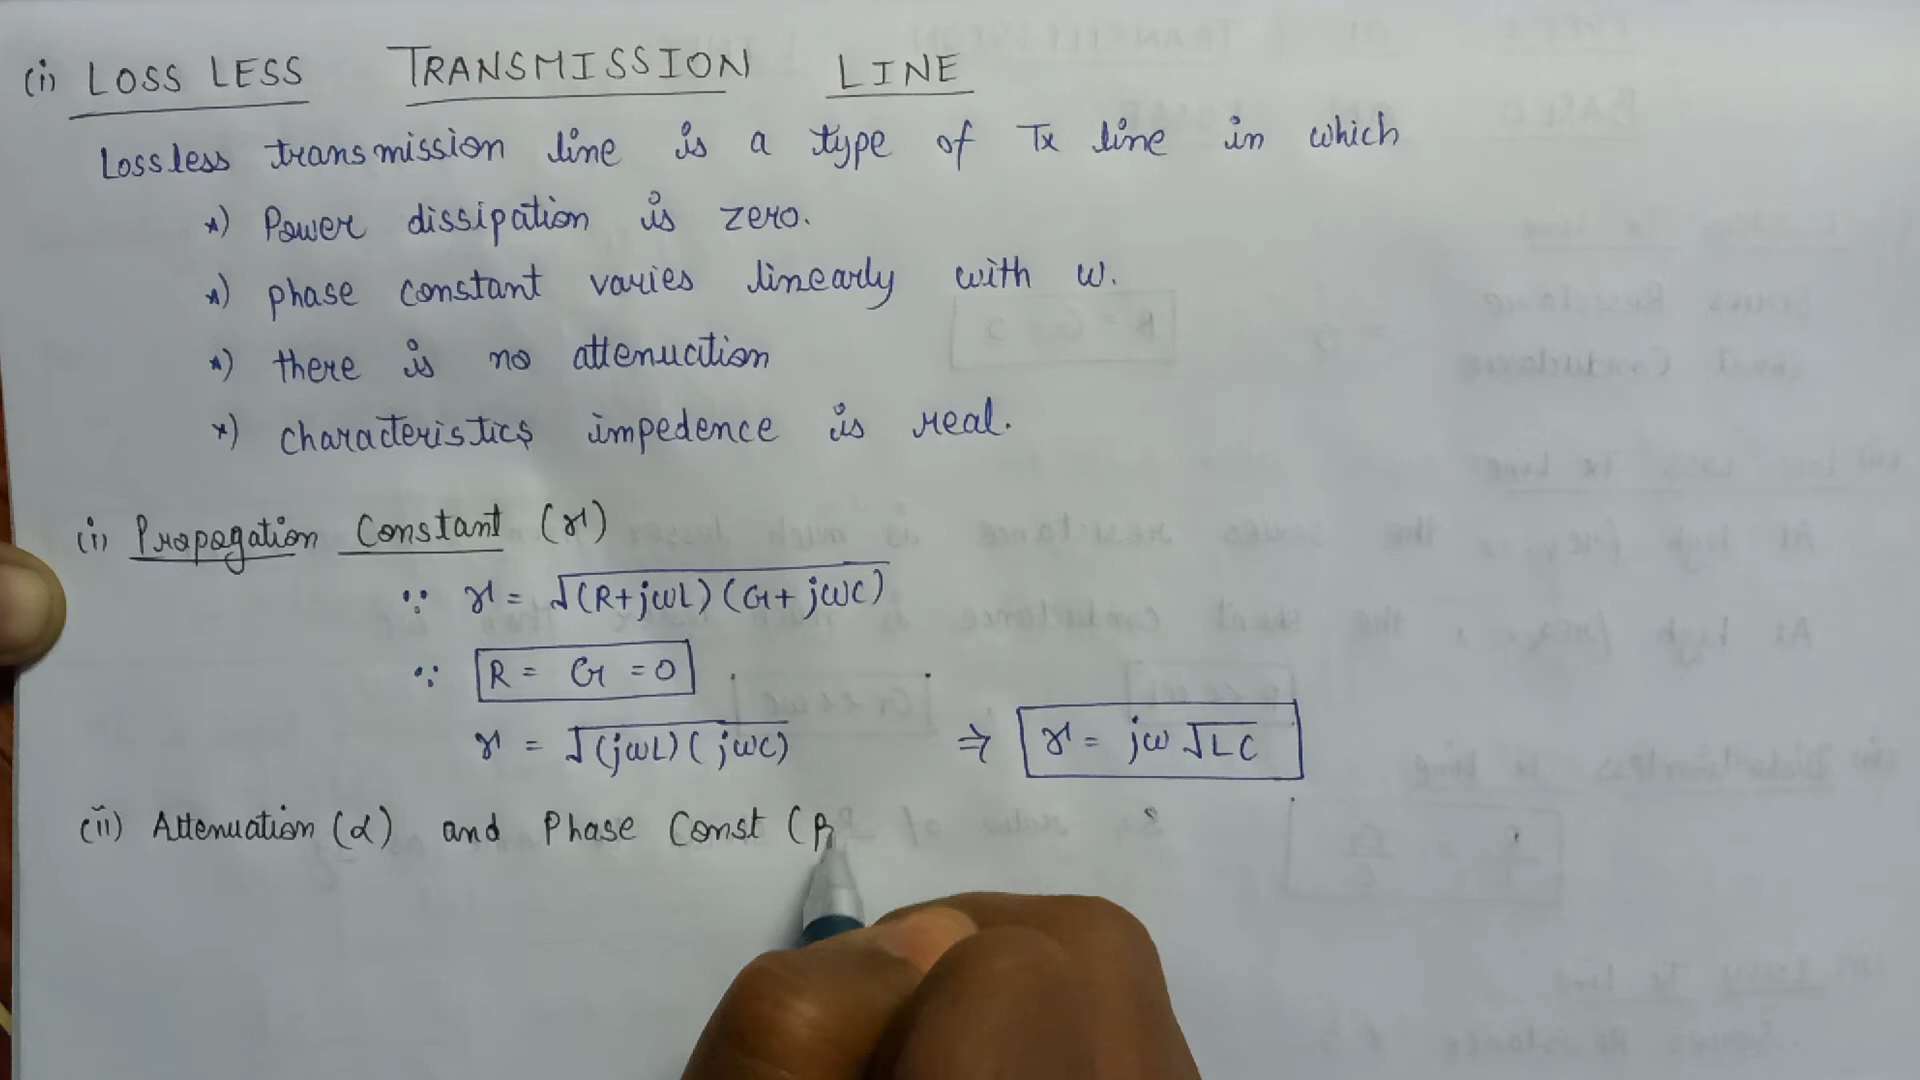 (i) LOSS LESS TRANSMISSION LINE
Lossless transmission line is a type of Tx line in which
*) Power dissipation is zero.
*) phase constant varies linearly with ω.
*) there is no attenuation
*) characteristics impedence is real.
(i) Propagation Constant (γ)
∵ γ = √(R+jωL)(G+jωC)
∵ R = G = 0
γ = √(jωL)(jωC) ⇒ γ = jω √LC
(ii) Attenuation (α) and Phase Const (β